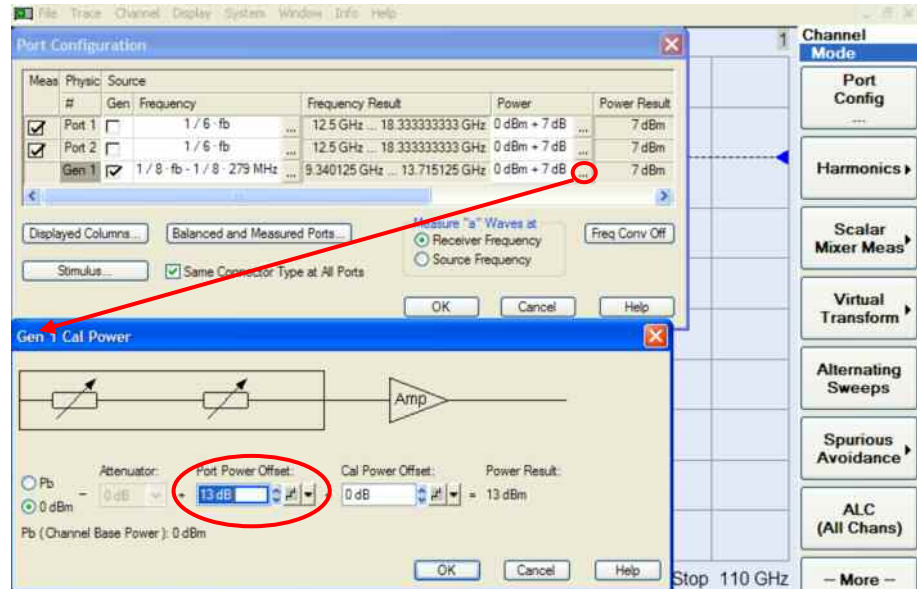 File Trace Channel Display System Window Info Help
Port Configuration
Meas Physic Source
# Gen Frequency Frequency Result Power Power Result
Port 1 1 / 6 · fb ... 12.5 GHz ... 18.333333333 GHz 0 dBm + 7 dB ... 7 dBm
Port 2 1 / 6 · fb ... 12.5 GHz ... 18.333333333 GHz 0 dBm + 7 dB ... 7 dBm
Gen 1 1 / 8 · fb - 1 / 8 · 279 MHz ... 9.340125 GHz ... 13.715125 GHz 0 dBm + 7 dB ... 7 dBm
Displayed Columns... Balanced and Measured Ports... Measure "a" Waves at Freq Conv Off
Receiver Frequency
Source Frequency
Stimulus... Same Connector Type at All Ports
OK Cancel Help
Gen 1 Cal Power
Amp
Attenuator: Port Power Offset: Cal Power Offset: Power Result:
Pb
0 dBm - 0 dB + 13 dB + 0 dB = 13 dBm
Pb ( Channel Base Power ): 0 dBm
OK Cancel Help
1
Stop 110 GHz
Channel
Mode
Port
Config
...
Harmonics
Scalar
Mixer Meas
Virtual
Transform
Alternating
Sweeps
Spurious
Avoidance
ALC
(All Chans)
-- More --